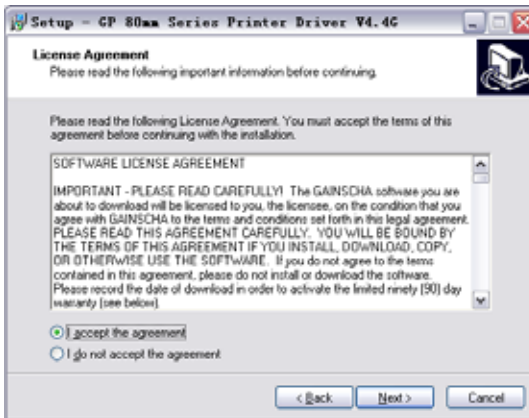 Setup - GP 80mm Series Printer Driver V4.4G
License Agreement
Please read the following important information before continuing.
Please read the following License Agreement. You must accept the terms of this
agreement before continuing with the installation.
SOFTWARE LICENSE AGREEMENT
IMPORTANT - PLEASE READ CAREFULLY! The GAINSCHA software you are
about to download will be licensed to you, the licensee, on the condition that you
agree with GAINSCHA to the terms and conditions set forth in this legal agreement.
PLEASE READ THIS AGREEMENT CAREFULLY. YOU WILL BE BOUND BY
THE TERMS OF THIS AGREEMENT IF YOU INSTALL, DOWNLOAD, COPY,
OR OTHERWISE USE THE SOFTWARE. If you do not agree to the terms
contained in this agreement, please do not install or download the software.
Please record the date of download in order to activate the limited ninety (90) day
warranty (see below).
I accept the agreement
I do not accept the agreement
< Back Next > Cancel